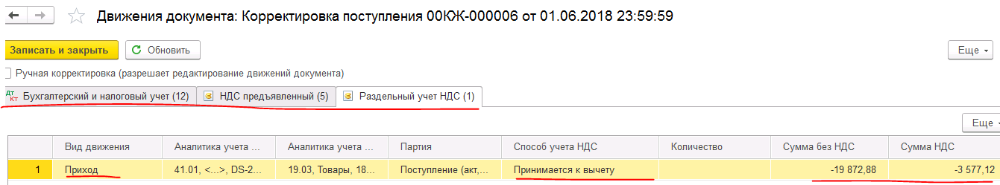 Движения документа: Корректировка поступления 00КЖ-000006 от 01.06.2018 23:59:59
Записать и закрыть Обновить Еще
Ручная корректировка (разрешает редактирование движений документа)
Дт Кт Бухгалтерский и налоговый учет (12) НДС предъявленный (5) Раздельный учет НДС (1)
Еще
Вид движения Аналитика учета ... Аналитика учета ... Партия Способ учета НДС Количество Сумма без НДС Сумма НДС
1 Приход 41.01, <...>, DS-2... 19.03, Товары, 18... Поступление (акт,... Принимается к вычету -19 872,88 -3 577,12